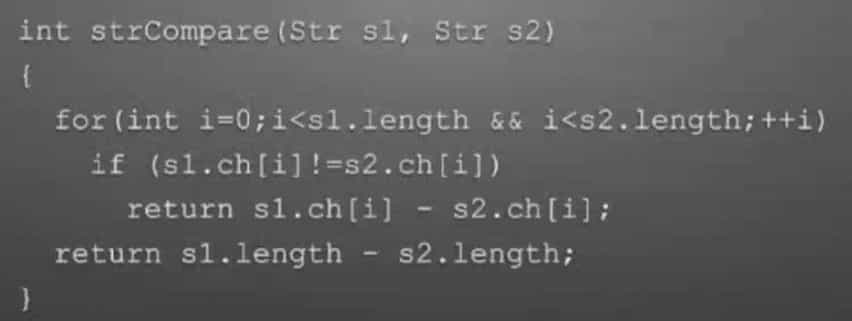 int strCompare(Str s1, Str s2)
{
for(int i=0;i<s1.length && i<s2.length;++i)
if (s1.ch[i]!=s2.ch[i])
return s1.ch[i] - s2.ch[i];
return s1.length - s2.length;
}